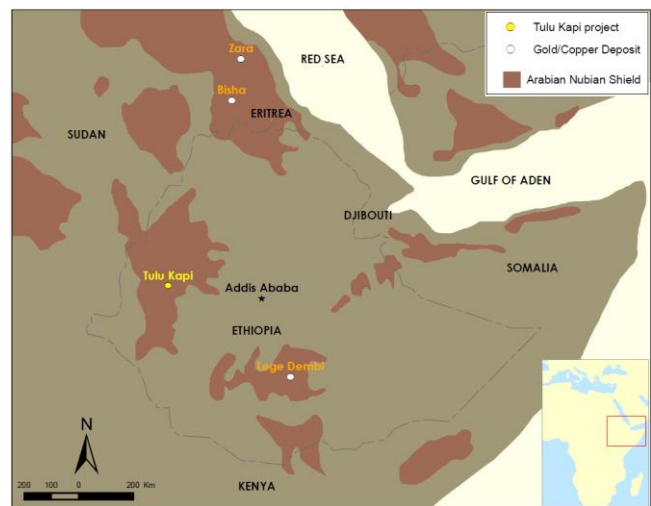 Zara
RED SEA
Tulu Kapi project
Gold/Copper Deposit
Arabian Nubian Shield
Bisha
ERITREA
SUDAN
GULF OF ADEN
DJIBOUTI
SOMALIA
Tulu Kapi
Addis Ababa
ETHIOPIA
Lege Dembi
N
200 100 0 200 Km
KENYA